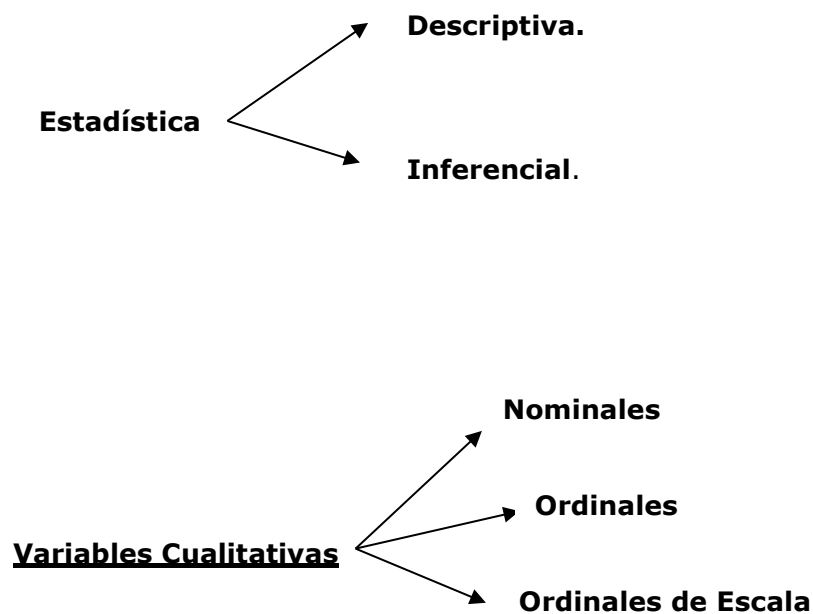 Descriptiva.
Estadística
Inferencial.
Nominales
Ordinales
Variables Cualitativas
Ordinales de Escala